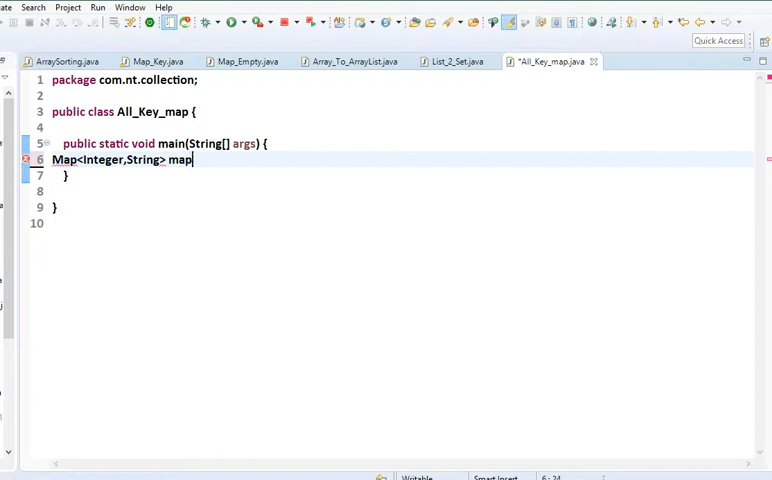 ate Search Project Run Window Help
Quick Access
ArraySorting.java Map_Key.java Map_Empty.java Array_To_ArrayList.java List_2_Set.java *All_Key_map.java
1 package com.nt.collection;
2
3 public class All_Key_map {
4
5 public static void main(String[] args) {
6 Map<Integer,String> map
7 }
8
9 }
10
Writable Smart Insert 6 : 24